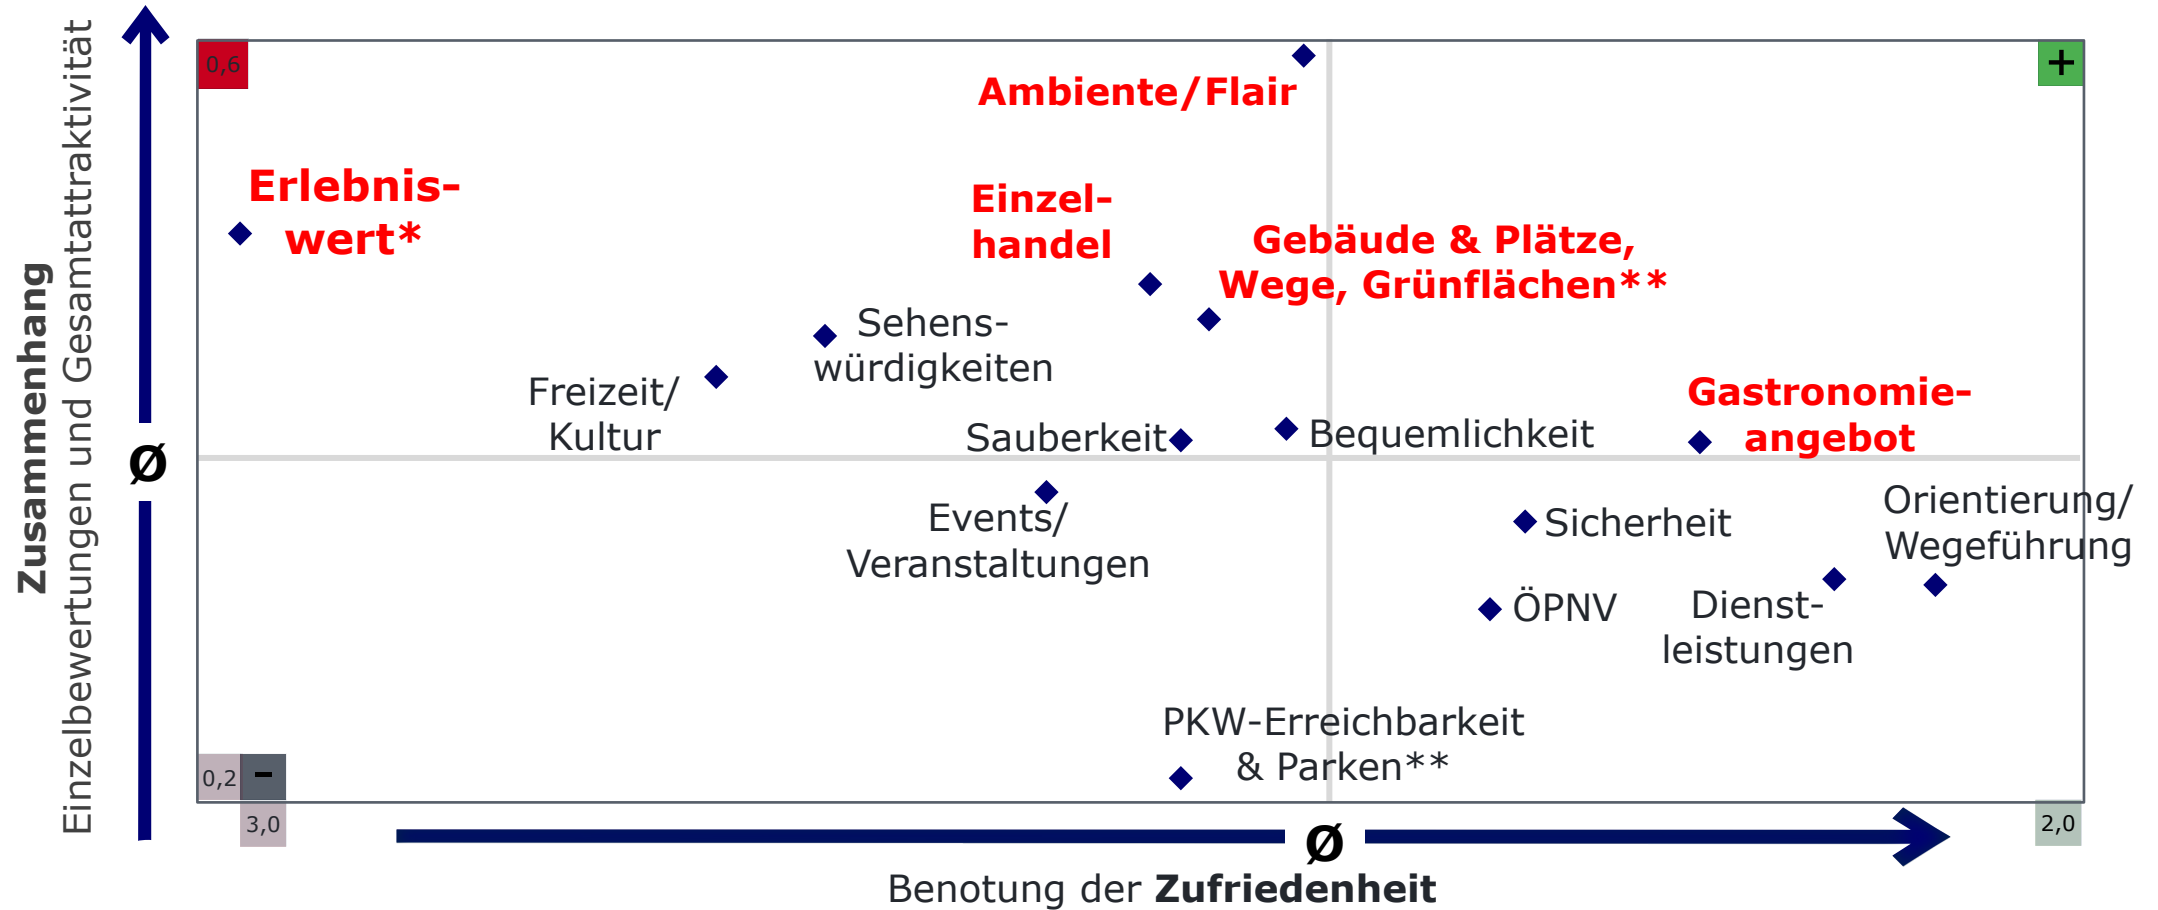 Zusammenhang
Einzelbewertungen und Gesamtattraktivität
Ø
0,6
+
Ambiente/Flair
Erlebnis-
wert*
Einzel-
handel
Gebäude & Plätze,
Wege, Grünflächen**
Sehens-
würdigkeiten
Freizeit/
Kultur
Sauberkeit
Bequemlichkeit
Gastronomie-
angebot
Events/
Veranstaltungen
Sicherheit
Orientierung/
Wegeführung
ÖPNV
Dienst-
leistungen
PKW-Erreichbarkeit
& Parken**
0,2
-
3,0
2,0
Ø
Benotung der Zufriedenheit